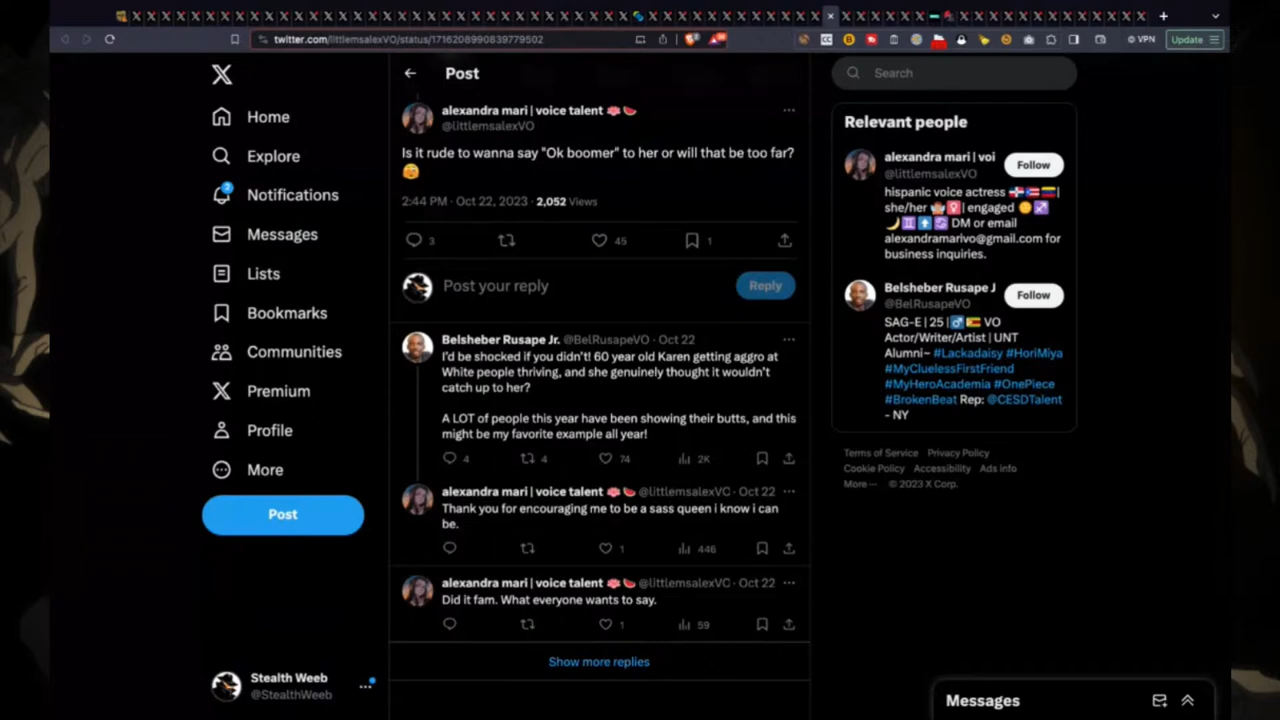 twitter.com/littlemsalexVO/status/1716208990839779502
VPN
Update
Home
Explore
Notifications
Messages
Lists
Bookmarks
Communities
Premium
Profile
More
Post
Stealth Weeb
@StealthWeeb
Post
alexandra mari | voice talent
@littlemsalexVO
Is it rude to wanna say "Ok boomer" to her or will that be too far?
2:44 PM · Oct 22, 2023 · 2,052 Views
3
45
1
Post your reply
Reply
Belsheber Rusape Jr. @BelRusapeVO · Oct 22
I'd be shocked if you didn't! 60 year old Karen getting aggro at
White people thriving, and she genuinely thought it wouldn't
catch up to her?
A LOT of people this year have been showing their butts, and this
might be my favorite example all year!
4
4
74
2K
alexandra mari | voice talent @littlemsalexVO · Oct 22
Thank you for encouraging me to be a sass queen i know i can
be.
1
446
alexandra mari | voice talent @littlemsalexVO · Oct 22
Did it fam. What everyone wants to say.
1
59
Show more replies
Search
Relevant people
alexandra mari | voi
@littlemsalexVO
Follow
hispanic voice actress |
she/her | engaged
DM or email
alexandramarivo@gmail.com for
business inquiries.
Belsheber Rusape J
@BelRusapeVO
Follow
SAG-E | 25 | VO
Actor/Writer/Artist | UNT
Alumni~ #Lackadaisy #HoriMiya
#MyCluelessFirstFriend
#MyHeroAcademia #OnePiece
#BrokenBeat Rep: @CESDTalent
- NY
Terms of Service Privacy Policy
Cookie Policy Accessibility Ads info
More ··· © 2023 X Corp.
Messages